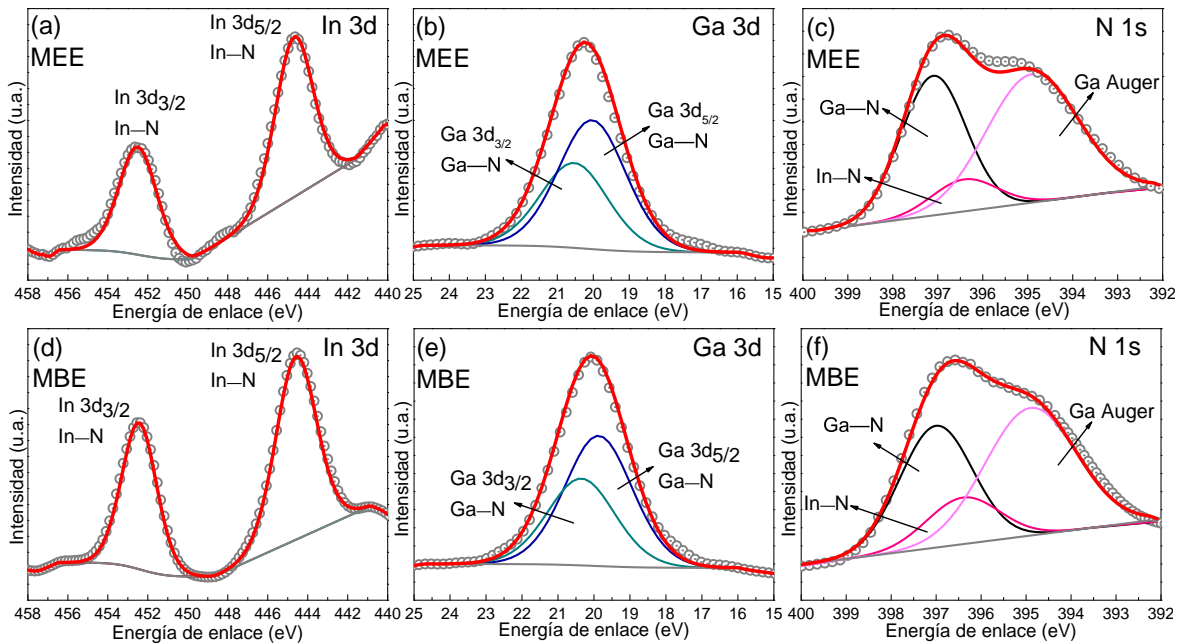 (a)
In 3d5/2
In 3d
MEE
In—N
In 3d3/2
In—N
Intensidad (u.a.)
458 456 454 452 450 448 446 444 442 440
Energía de enlace (eV)
(b)
Ga 3d
MEE
Ga 3d3/2
Ga—N
Ga 3d5/2
Ga—N
Intensidad (u.a.)
25 24 23 22 21 20 19 18 17 16 15
Energía de enlace (eV)
(c)
N 1s
MEE
Ga Auger
Ga—N
In—N
Intensidad (u.a.)
400 399 398 397 396 395 394 393 392
Energía de enlace (eV)
(d)
In 3d5/2
In 3d
MBE
In—N
In 3d3/2
In—N
Intensidad (u.a.)
458 456 454 452 450 448 446 444 442 440
Energía de enlace (eV)
(e)
Ga 3d
MBE
Ga 3d3/2
Ga—N
Ga 3d5/2
Ga—N
Intensidad (u.a.)
25 24 23 22 21 20 19 18 17 16 15
Energía de enlace (eV)
(f)
N 1s
MBE
Ga Auger
Ga—N
In—N
Intensidad (u.a.)
400 399 398 397 396 395 394 393 392
Energía de enlace (eV)